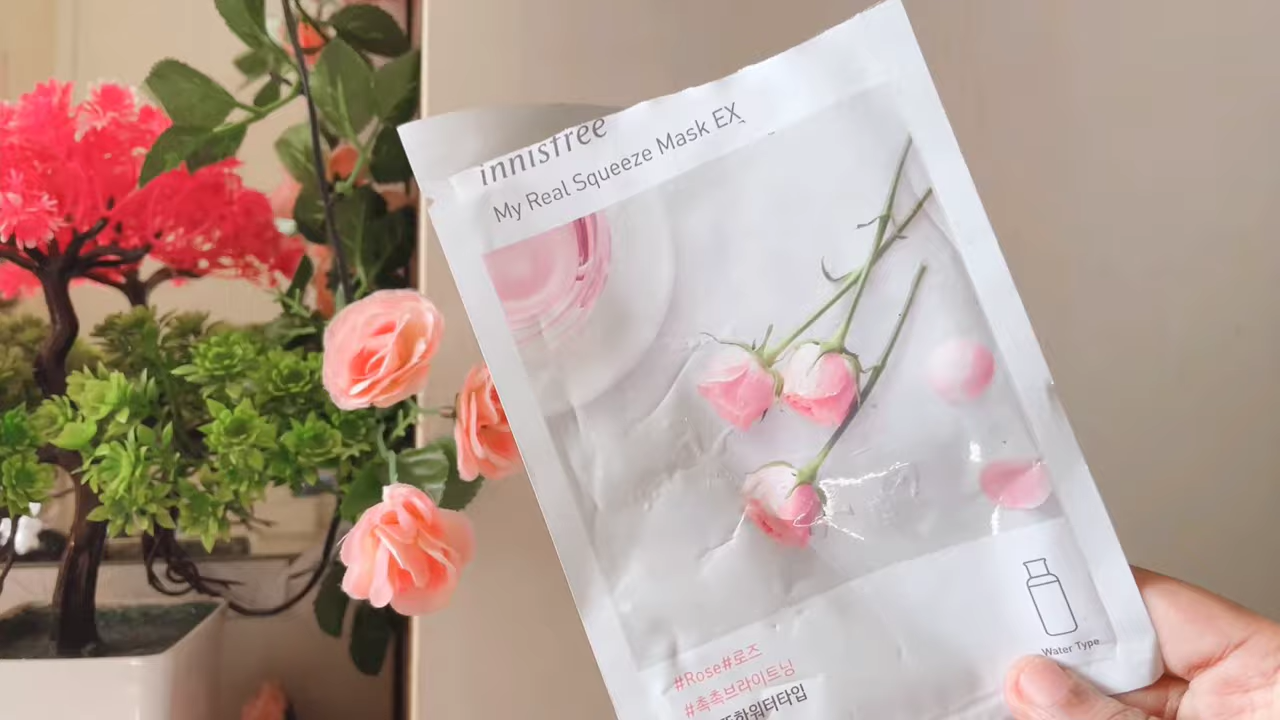 innisfree
My Real Squeeze Mask EX
Water Type
#Rose#로즈
#촉촉브라이트닝